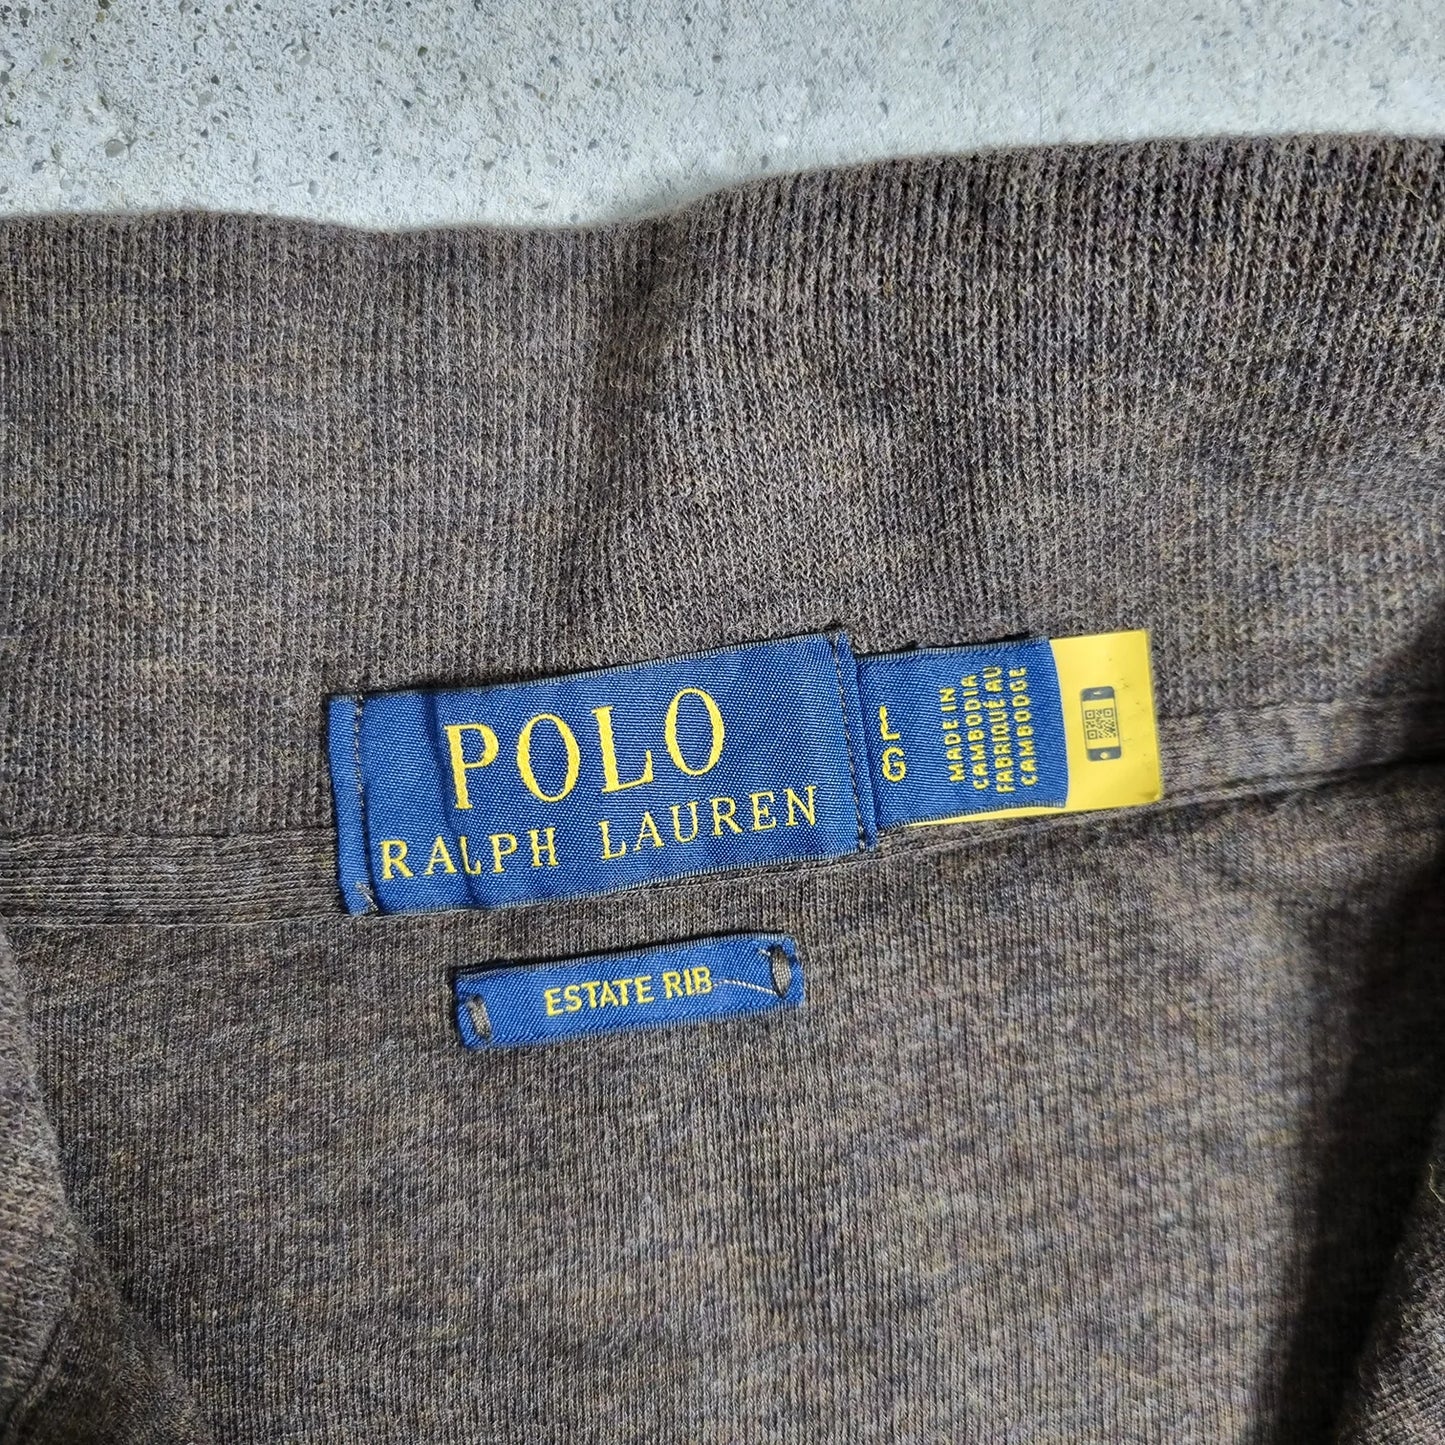 POLO
RALPH LAUREN
L
G
MADE IN
CAMBODIA
FABRIQUÉ AU
CAMBODGE
ESTATE RIB